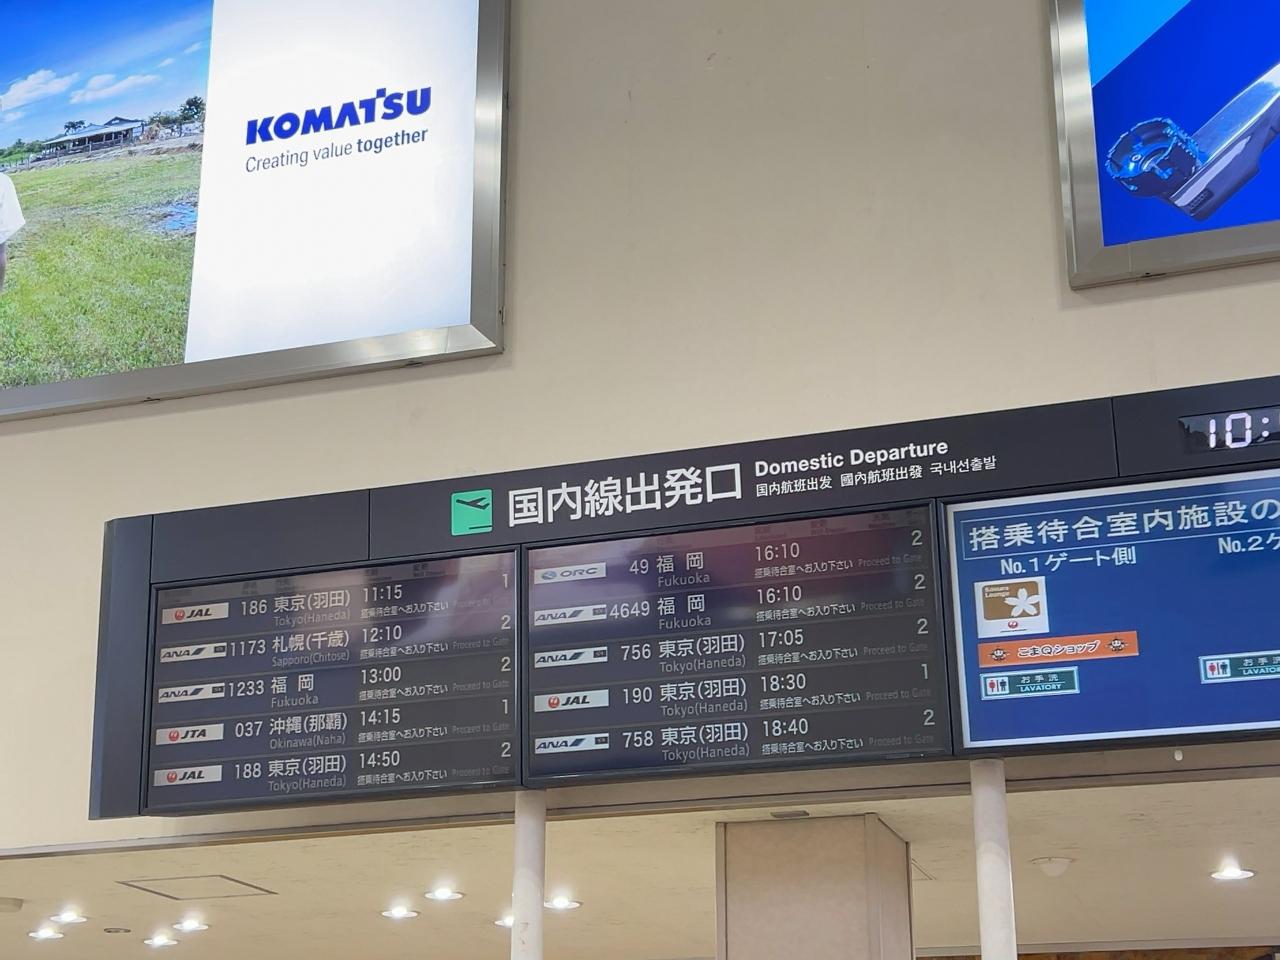 KOMATSU
Creating value together
国内線出発口 Domestic Departure
国内航班出发 國內航班出發 국내선출발
10:
JAL 186 東京(羽田) 11:15 1
Tokyo(Haneda) 搭乗待合室へお入り下さい Proceed to Gate
ANA 1173 札幌(千歳) 12:10 2
Sapporo(Chitose) 搭乗待合室へお入り下さい Proceed to Gate
ANA 1233 福岡 13:00 2
Fukuoka 搭乗待合室へお入り下さい Proceed to Gate
JTA 037 沖縄(那覇) 14:15 1
Okinawa(Naha) 搭乗待合室へお入り下さい Proceed to Gate
JAL 188 東京(羽田) 14:50 2
Tokyo(Haneda) 搭乗待合室へお入り下さい Proceed to Gate
ORC 49 福岡 16:10 2
Fukuoka 搭乗待合室へお入り下さい Proceed to Gate
ANA 4649 福岡 16:10 2
Fukuoka 搭乗待合室へお入り下さい Proceed to Gate
ANA 756 東京(羽田) 17:05 2
Tokyo(Haneda) 搭乗待合室へお入り下さい Proceed to Gate
JAL 190 東京(羽田) 18:30 1
Tokyo(Haneda) 搭乗待合室へお入り下さい Proceed to Gate
ANA 758 東京(羽田) 18:40 2
Tokyo(Haneda) 搭乗待合室へお入り下さい Proceed to Gate
搭乗待合室内施設の
No.1ゲート側 No.2ゲ
Sakura Lounge
ごまQショップ
お手洗
LAVATORY
お手洗
LAVATORY